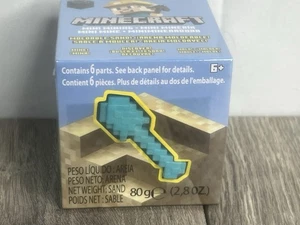 MINECRAFT
Contains 6 parts. See back panel for details.
Contient 6 pièces. Plus de détails au dos de l'emballage.
6+
PESO LÍQUIDO: AREIA
PESO NETO: ARENA
NET WEIGHT: SAND
POIDS NET: SABLE
80g℮ (2,8 OZ.)